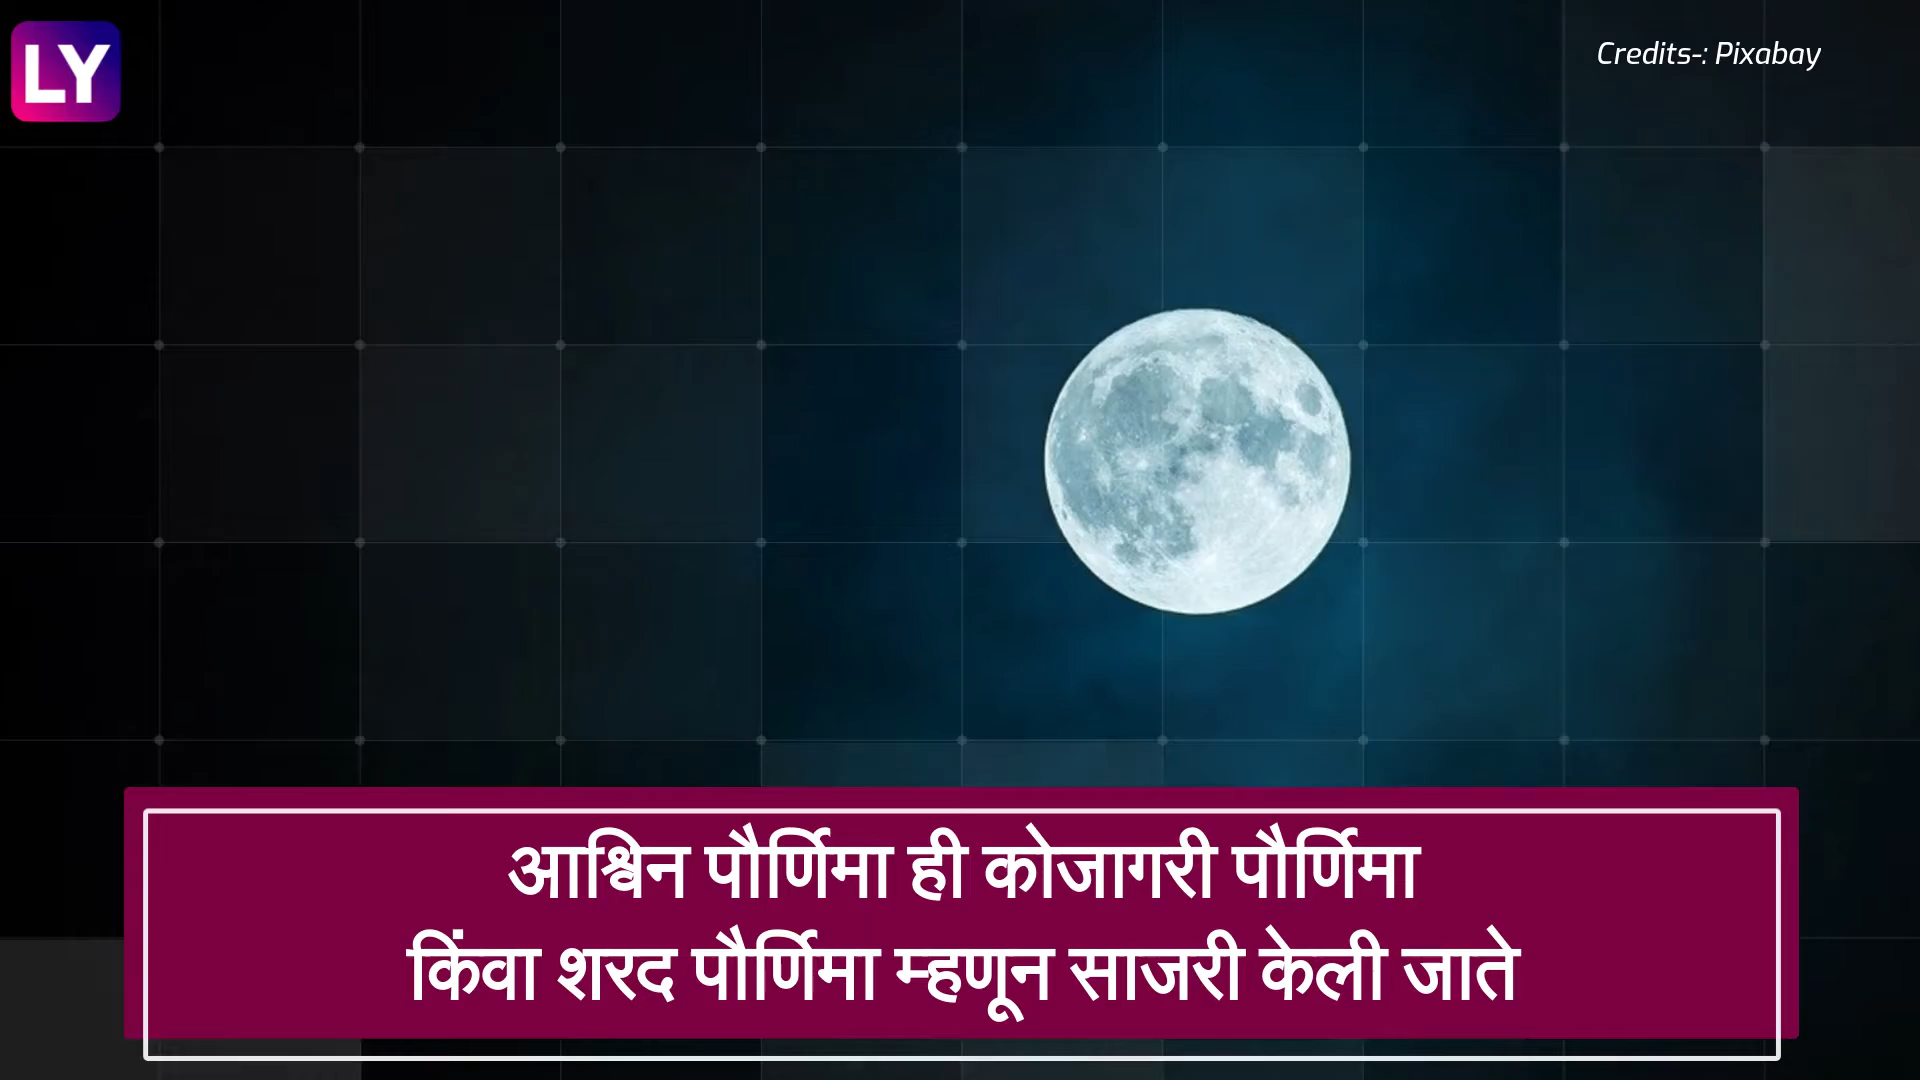 LY
Credits-: Pixabay
आश्विन पौर्णिमा ही कोजागरी पौर्णिमा
किंवा शरद पौर्णिमा म्हणून साजरी केली जाते